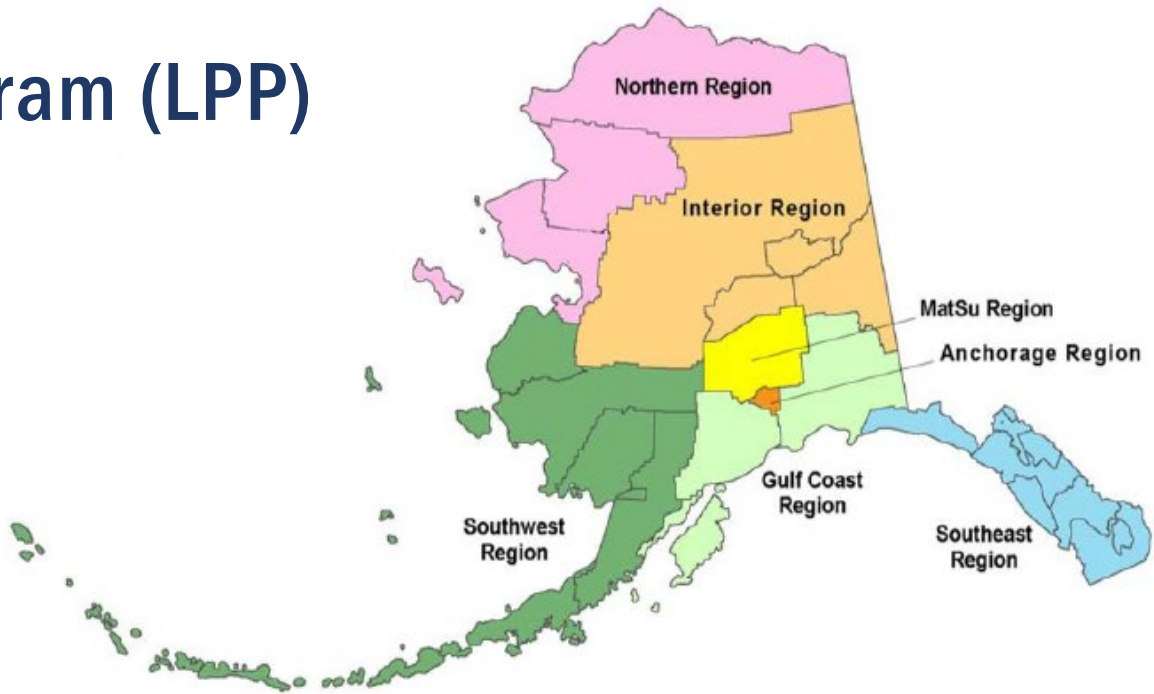 ram (LPP)
Northern Region
Interior Region
MatSu Region
Anchorage Region
Gulf Coast
Region
Southwest
Region
Southeast
Region